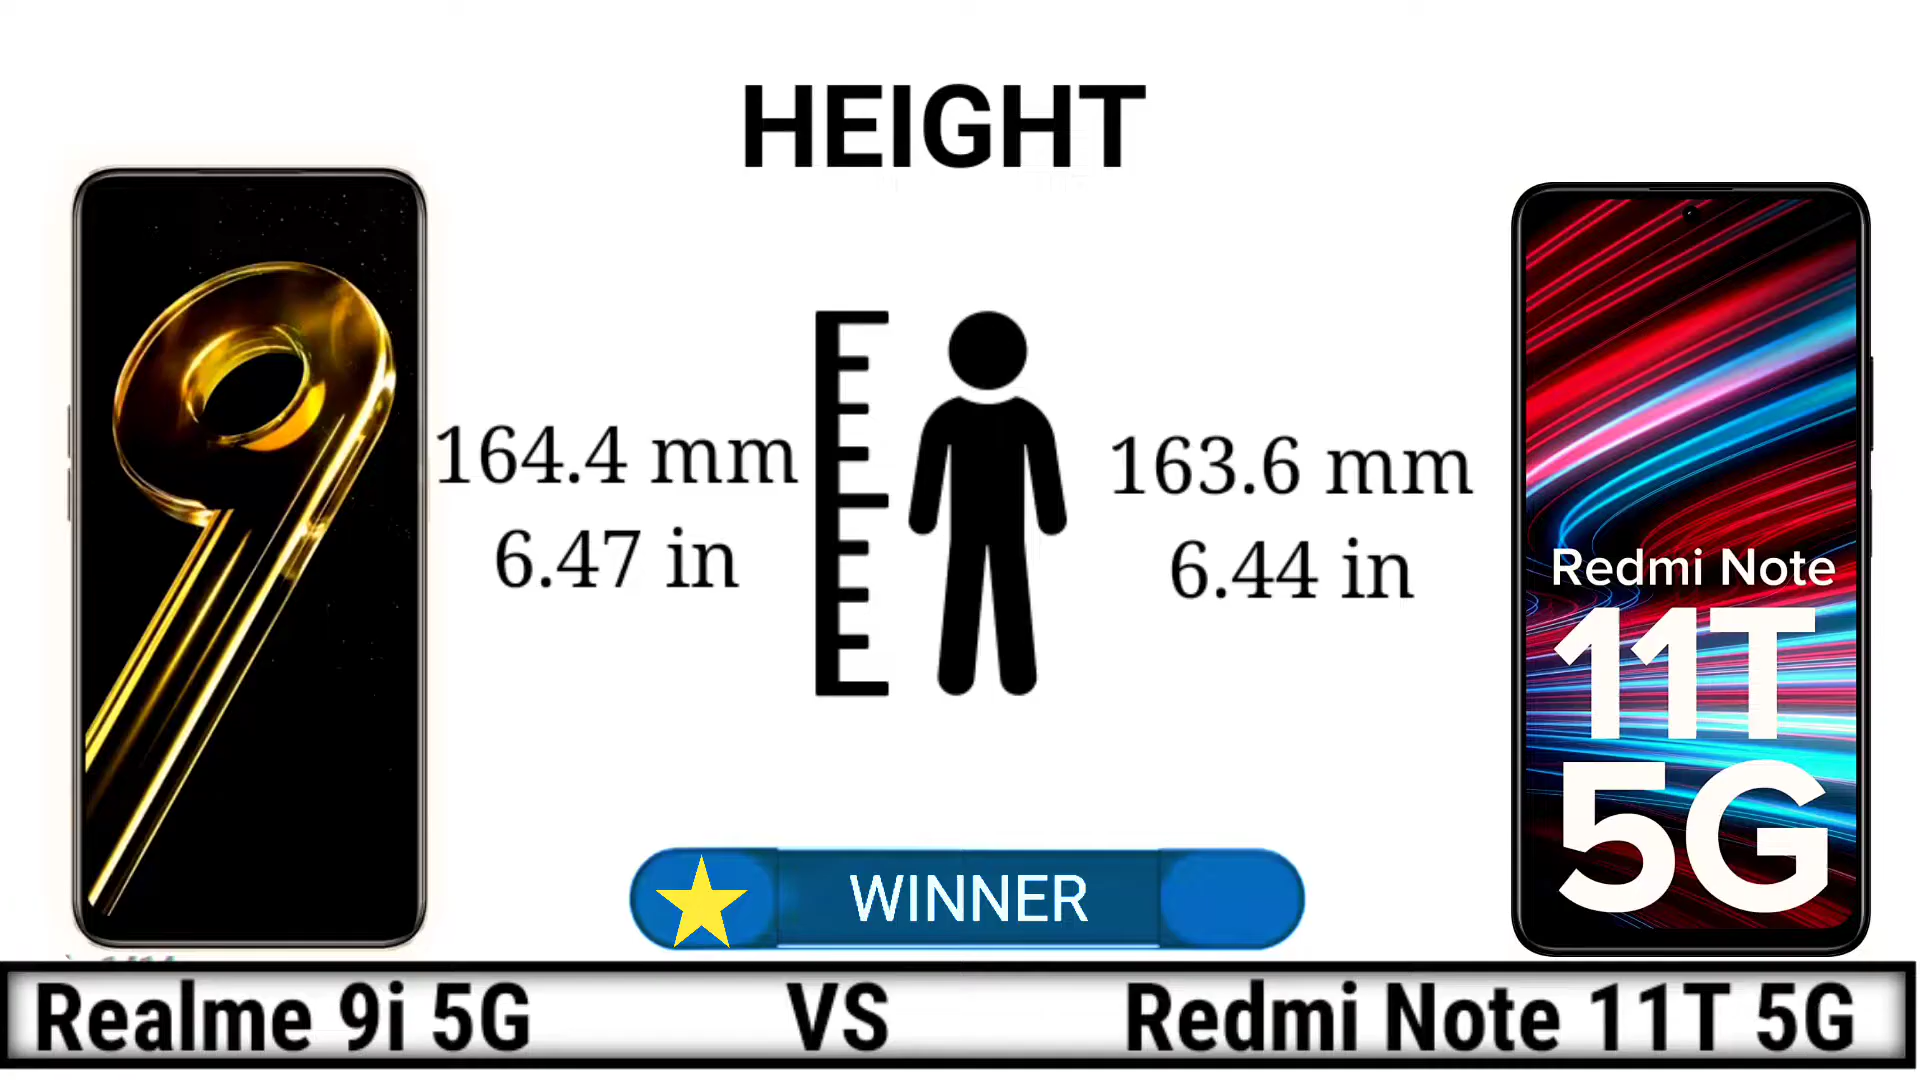 HEIGHT
164.4 mm
6.47 in
163.6 mm
6.44 in
Redmi Note
11T
5G
WINNER
Realme 9i 5G VS Redmi Note 11T 5G